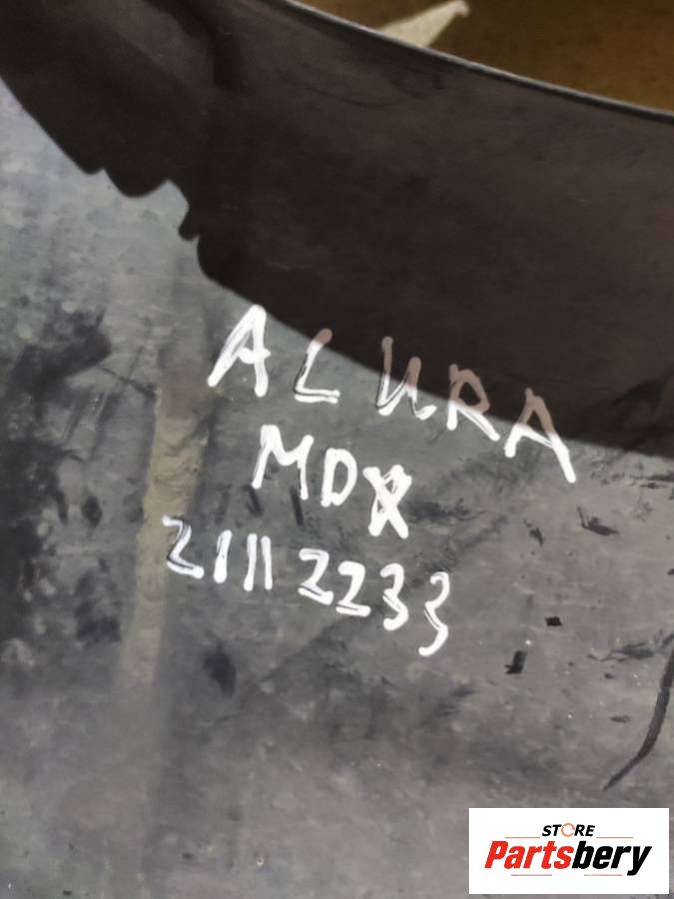 ACURA
MDX
21112233
STORE
Partsbery